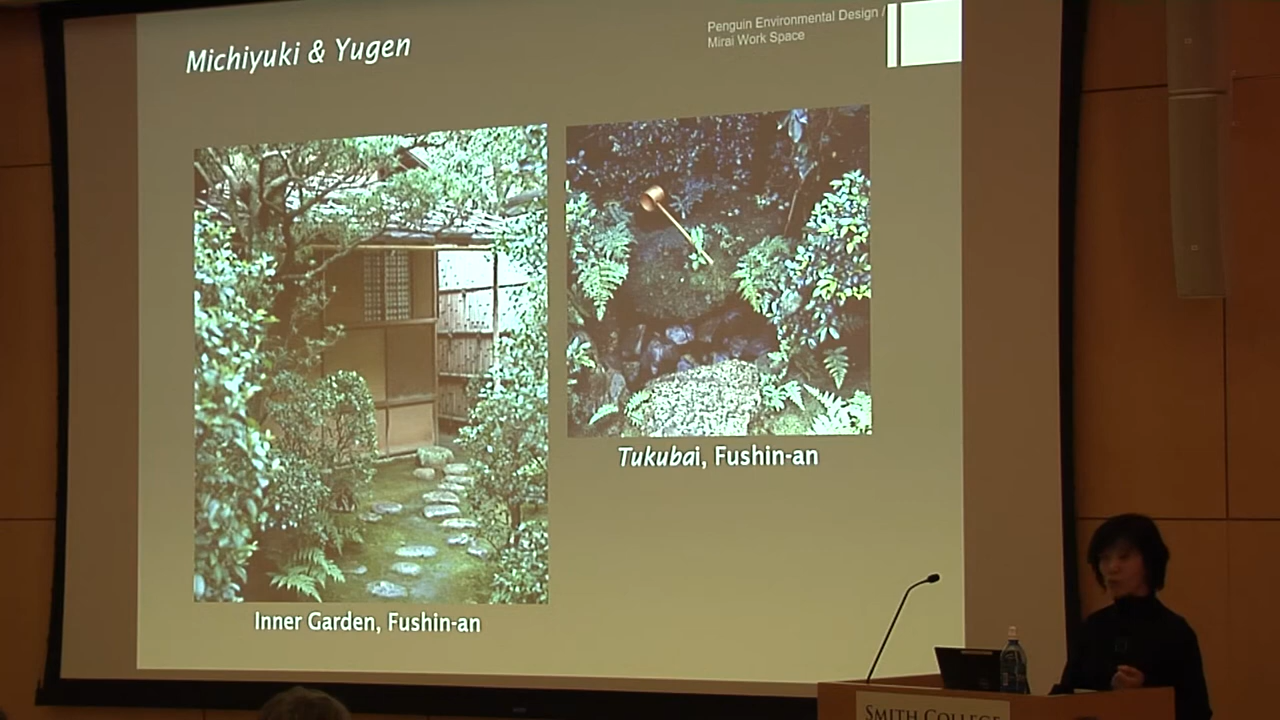 Michiyuki & Yugen
Penguin Environmental Design /
Mirai Work Space
Tukubai, Fushin-an
Inner Garden, Fushin-an
SMITH COLLEGE